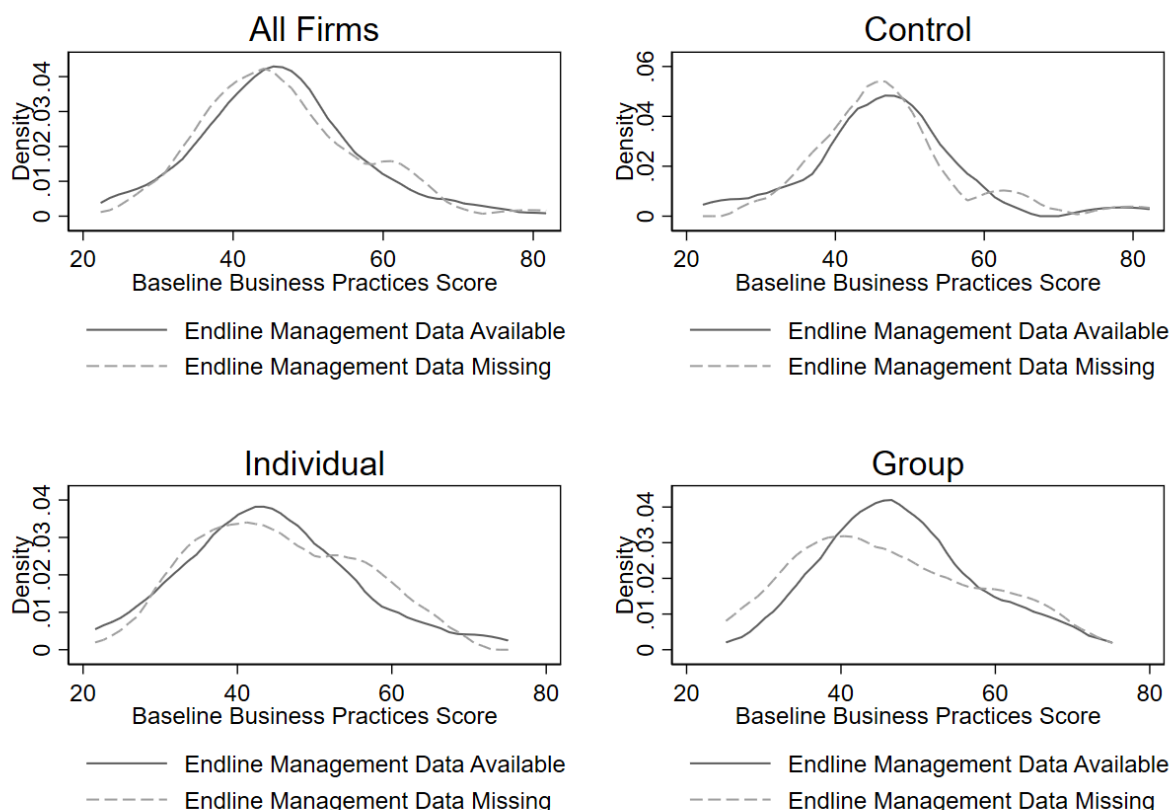 All Firms
Density
0 .01 .02 .03 .04
20 40 60 80
Baseline Business Practices Score
Endline Management Data Available
Endline Management Data Missing
Control
Density
0 .02 .04 .06
20 40 60 80
Baseline Business Practices Score
Endline Management Data Available
Endline Management Data Missing
Individual
Density
0 .01 .02 .03 .04
20 40 60 80
Baseline Business Practices Score
Endline Management Data Available
Endline Management Data Missing
Group
Density
0 .01 .02 .03 .04
20 40 60 80
Baseline Business Practices Score
Endline Management Data Available
Endline Management Data Missing